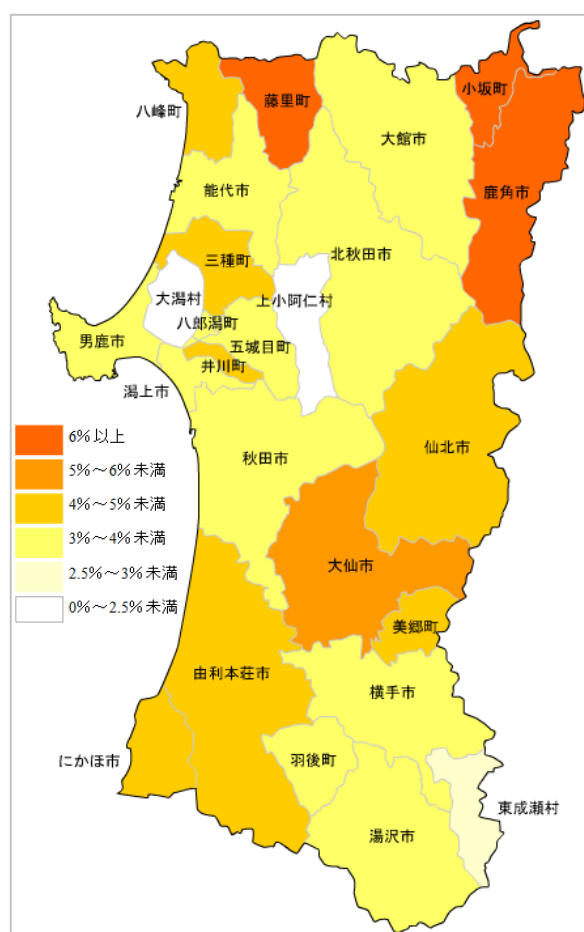 小坂町
藤里町
八峰町
大館市
鹿角市
能代市
北秋田市
三種町
大潟村
上小阿仁村
八郎潟町
男鹿市
五城目町
井川町
潟上市
6%以上
5%～6%未満
4%～5%未満
3%～4%未満
2.5%～3%未満
0%～2.5%未満
秋田市
仙北市
大仙市
美郷町
由利本荘市
横手市
にかほ市
羽後町
東成瀬村
湯沢市